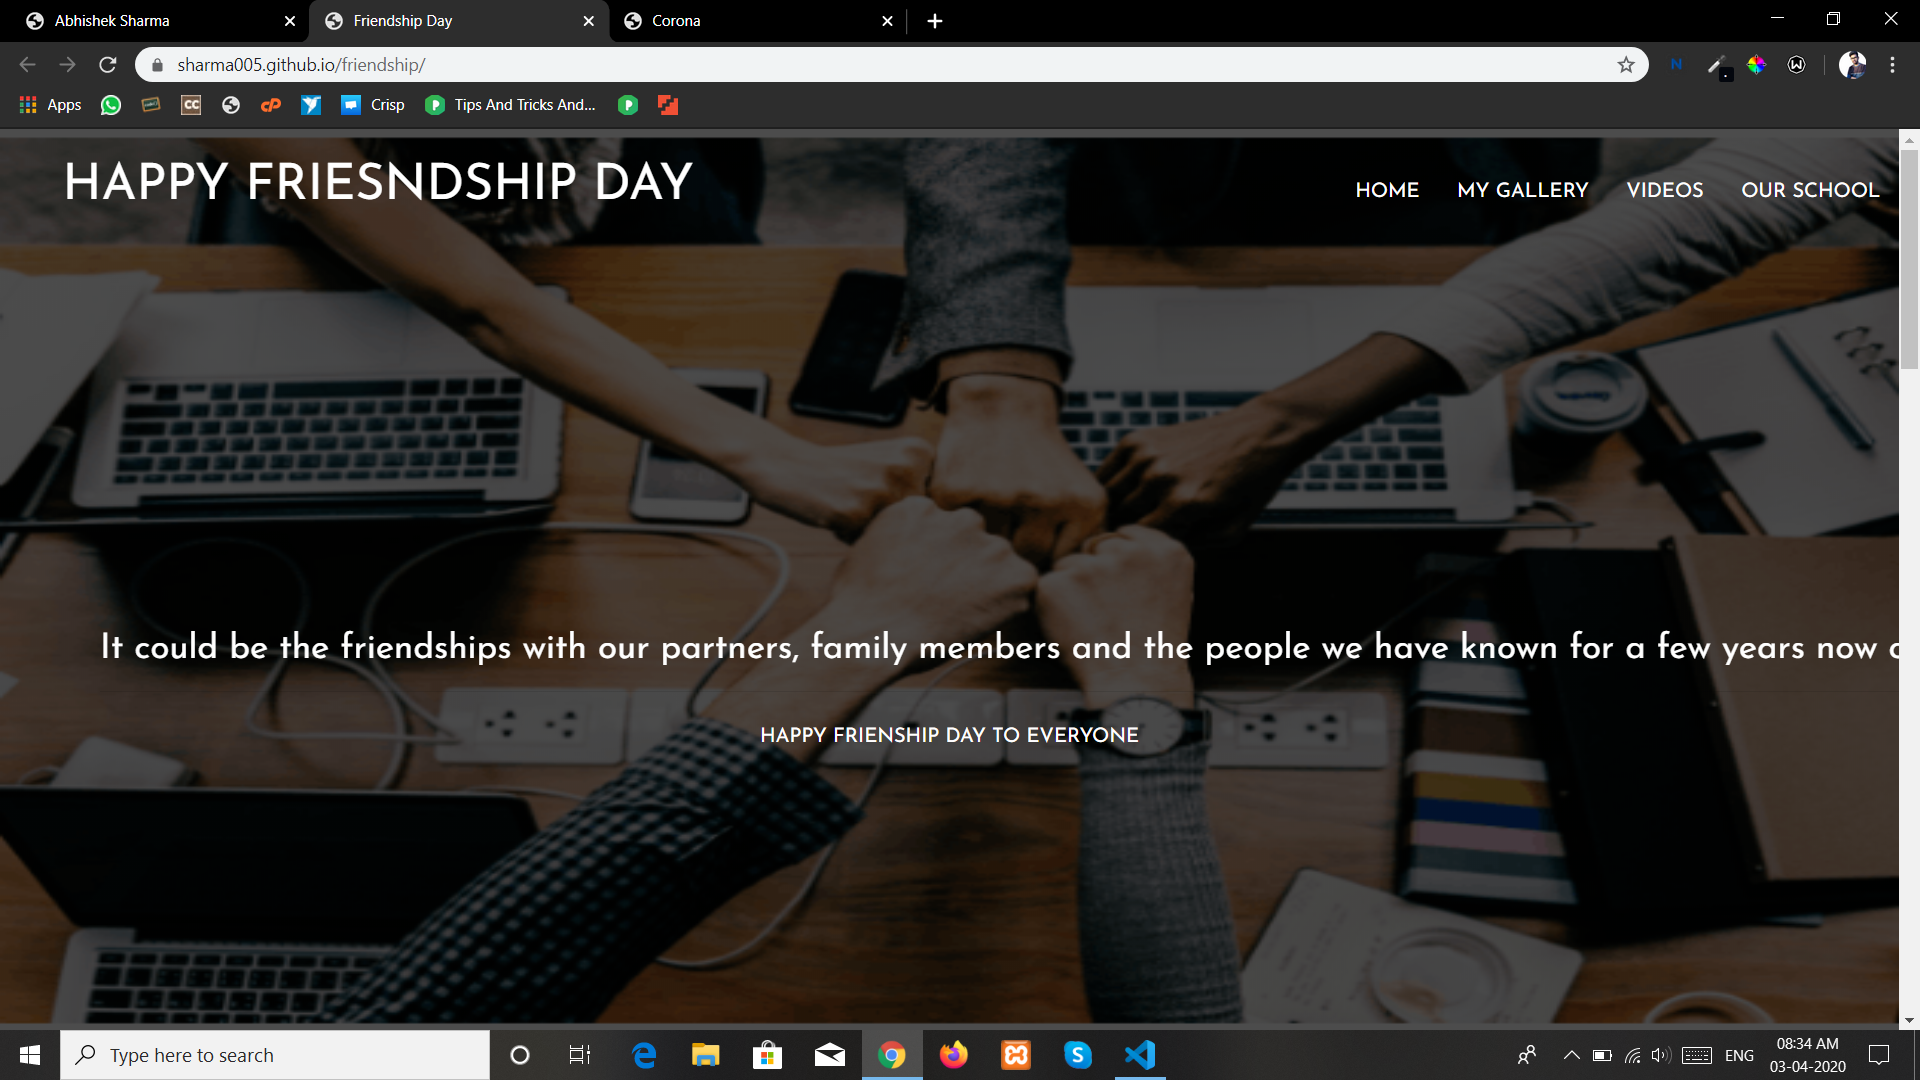 Abhishek Sharma
Friendship Day
Corona
sharma005.github.io/friendship/
Apps
CC
cP
Crisp
Tips And Tricks And...
HAPPY FRIESNDSHIP DAY
HOME
MY GALLERY
VIDEOS
OUR SCHOOL
It could be the friendships with our partners, family members and the people we have known for a few years now
HAPPY FRIENSHIP DAY TO EVERYONE
Type here to search
ENG
08:34 AM
03-04-2020